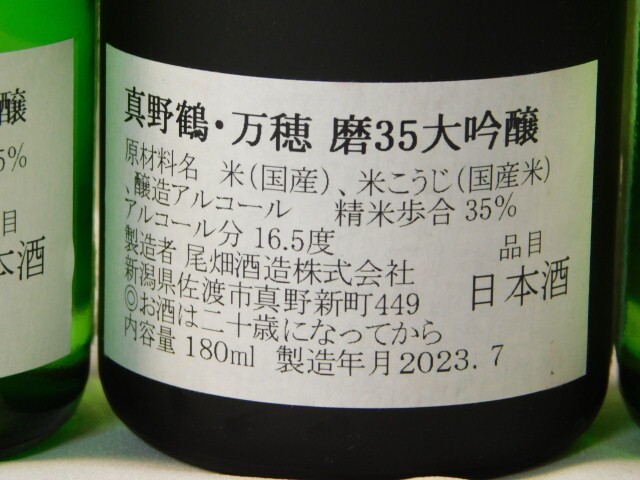 真野鶴・万穂 磨35大吟醸
原材料名 米(国産)、米こうじ(国産米)
、醸造アルコール 精米歩合 35%
アルコール分 16.5度
製造者 尾畑酒造株式会社
新潟県佐渡市真野新町449
◎お酒は二十歳になってから
内容量 180ml 製造年月2023. 7
品目
日本酒
醸
5%
目
本酒